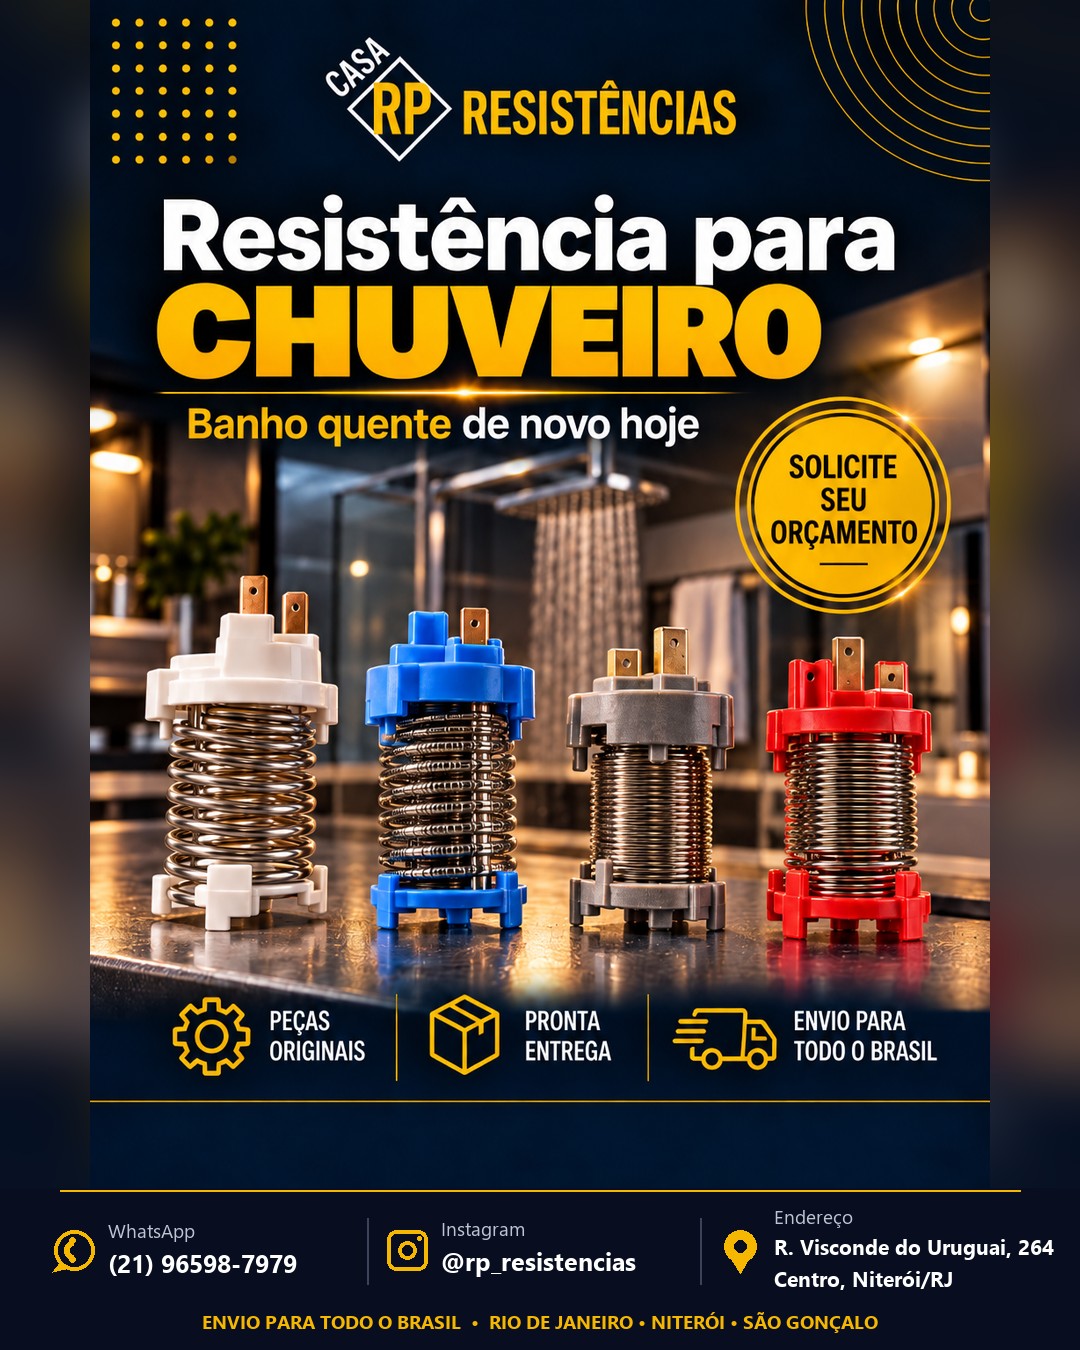 CASA
RP RESISTÊNCIAS
Resistência para
CHUVEIRO
Banho quente de novo hoje
SOLICITE
SEU
ORÇAMENTO
PEÇAS
ORIGINAIS
PRONTA
ENTREGA
ENVIO PARA
TODO O BRASIL
WhatsApp
(21) 96598-7979
Instagram
@rp_resistencias
Endereço
R. Visconde do Uruguai, 264
Centro, Niterói/RJ
ENVIO PARA TODO O BRASIL • RIO DE JANEIRO • NITERÓI • SÃO GONÇALO